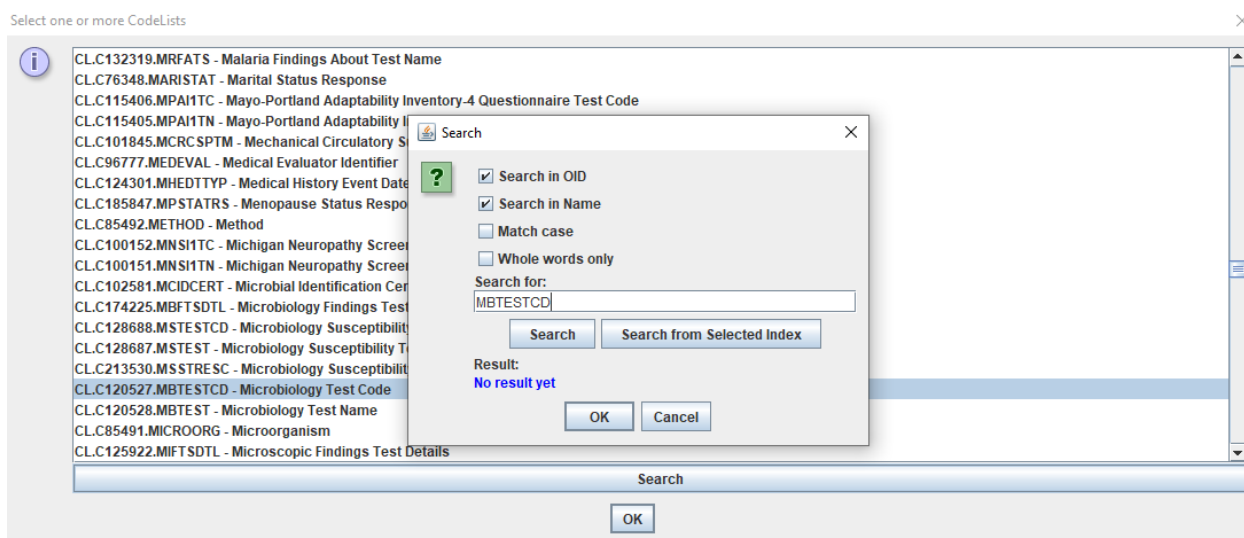 Select one or more CodeLists
CL.C132319.MRFATS - Malaria Findings About Test Name
CL.C76348.MARISTAT - Marital Status Response
CL.C115406.MPAI1TC - Mayo-Portland Adaptability Inventory-4 Questionnaire Test Code
CL.C115405.MPAI1TN - Mayo-Portland Adaptability
CL.C101845.MCRCSPTM - Mechanical Circulatory
CL.C96777.MEDEVAL - Medical Evaluator Identifier
CL.C124301.MHEDTTYP - Medical History Event Date
CL.C185847.MPSTATRS - Menopause Status Respo
CL.C85492.METHOD - Method
CL.C100152.MNSI1TC - Michigan Neuropathy Screen
CL.C100151.MNSI1TN - Michigan Neuropathy Screen
CL.C102581.MCIDCERT - Microbial Identification Cer
CL.C174225.MBFTSDTL - Microbiology Findings Test
CL.C128688.MSTESTCD - Microbiology Susceptibility
CL.C128687.MSTEST - Microbiology Susceptibility T
CL.C213530.MSSTRESC - Microbiology Susceptibilit
CL.C120527.MBTESTCD - Microbiology Test Code
CL.C120528.MBTEST - Microbiology Test Name
CL.C85491.MICROORG - Microorganism
CL.C125922.MIFTSDTL - Microscopic Findings Test Details
Search
OK
Search
Search in OID
Search in Name
Match case
Whole words only
Search for:
MBTESTCD
Search
Search from Selected Index
Result:
No result yet
OK
Cancel